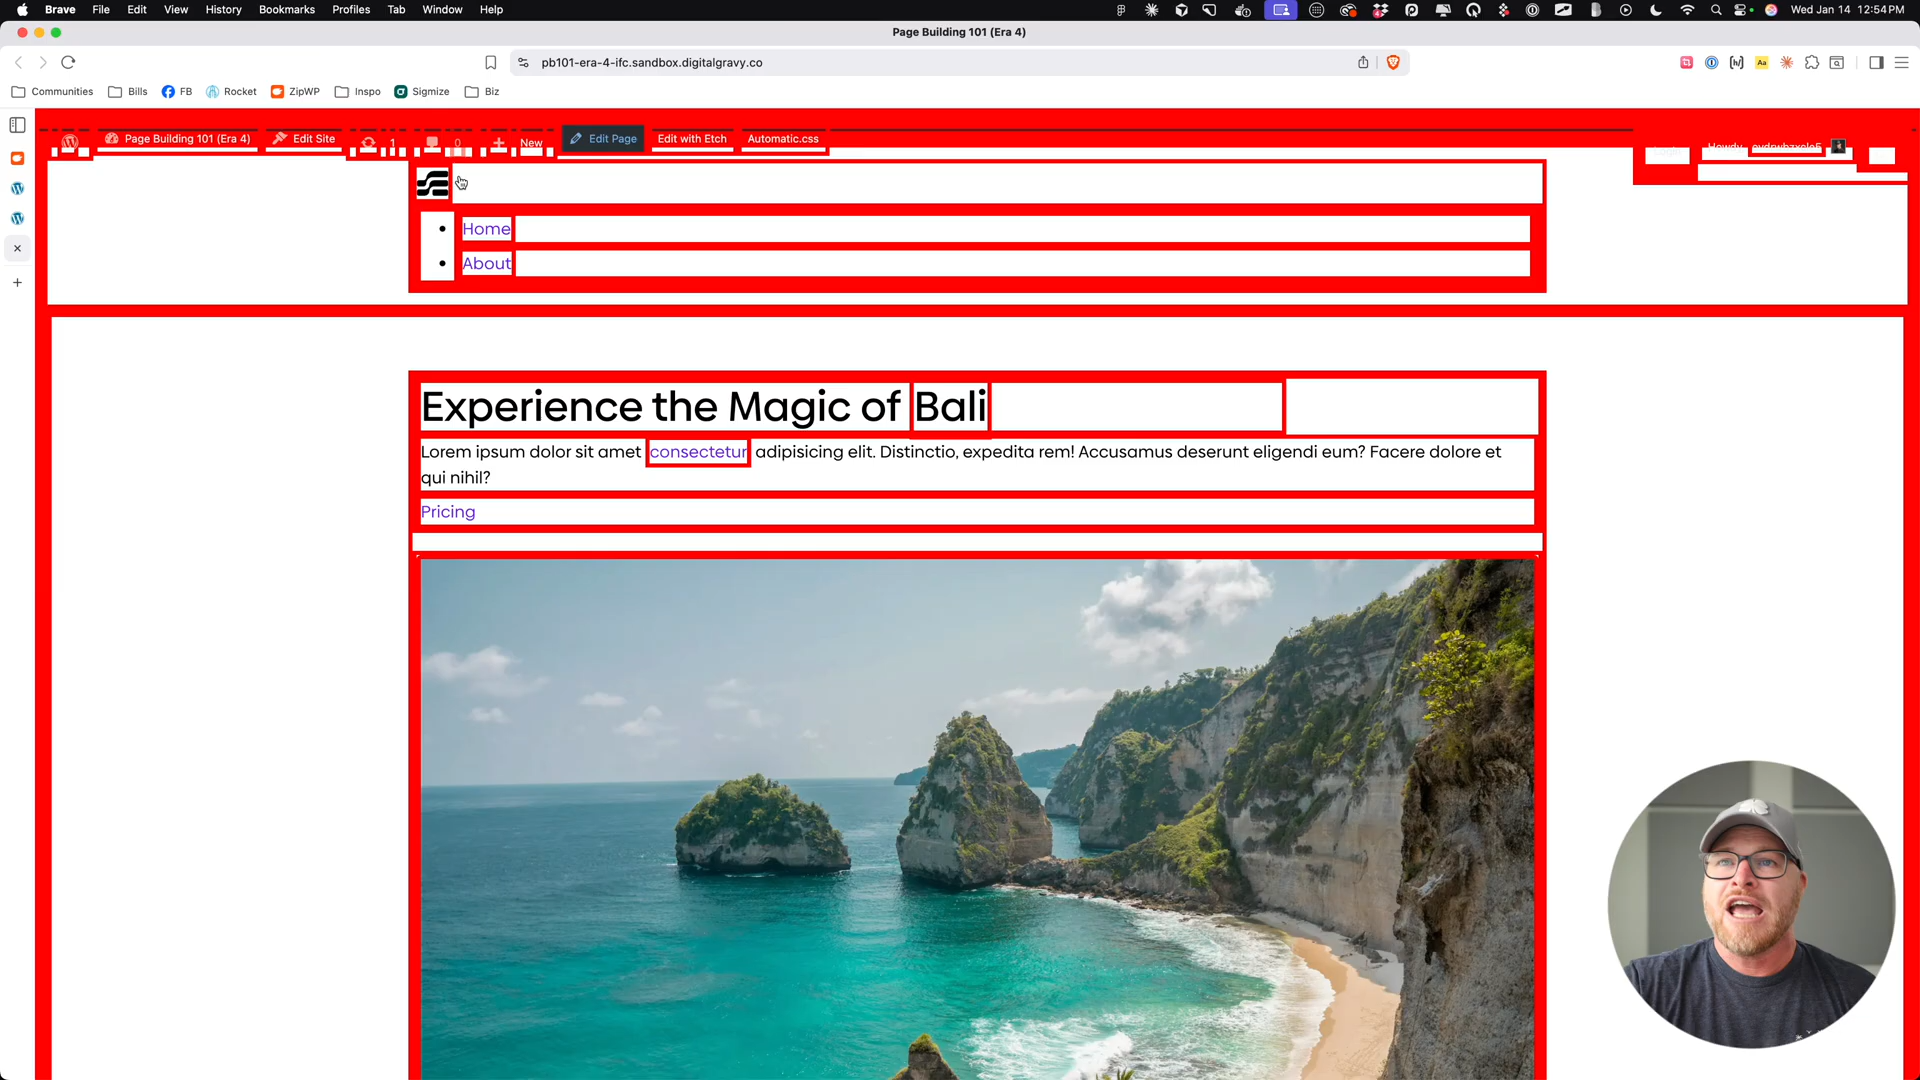 Brave File Edit View History Bookmarks Profiles Tab Window Help Wed Jan 14 12:54 PM
Page Building 101 (Era 4)
pb101-era-4-ifc.sandbox.digitalgravy.co
Communities Bills FB Rocket ZipWP Inspo Sigmize Biz
Page Building 101 (Era 4) Edit Site 1 0 New Edit Page Edit with Etch Automatic.css
Howdy
Home
About
Experience the Magic of Bali
Lorem ipsum dolor sit amet consectetur adipisicing elit. Distinctio, expedita rem! Accusamus deserunt eligendi eum? Facere dolore et
qui nihil?
Pricing